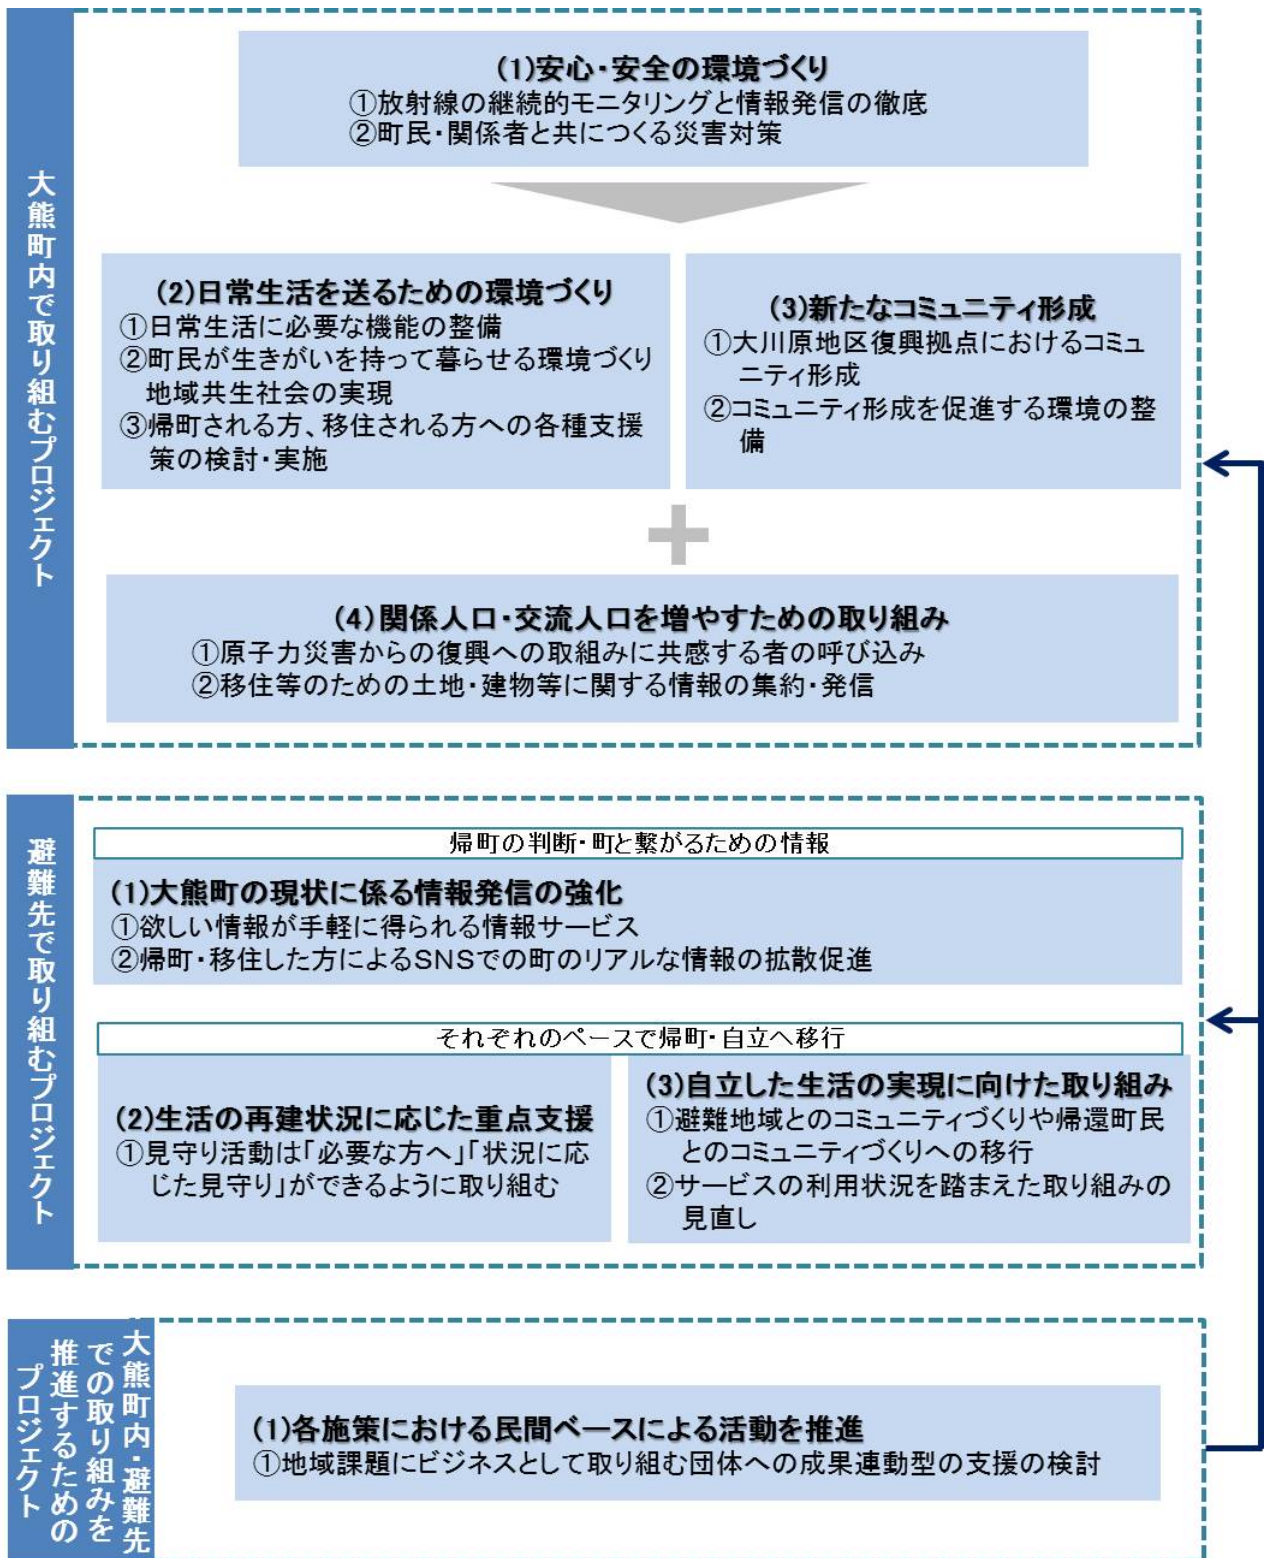 大熊町内で取り組むプロジェクト
(1)安心・安全の環境づくり
①放射線の継続的モニタリングと情報発信の徹底
②町民・関係者と共につくる災害対策
(2)日常生活を送るための環境づくり
①日常生活に必要な機能の整備
②町民が生きがいを持って暮らせる環境づくり
地域共生社会の実現
③帰町される方、移住される方への各種支援
策の検討・実施
(3)新たなコミュニティ形成
①大川原地区復興拠点におけるコミュ
ニティ形成
②コミュニティ形成を促進する環境の整
備
(4)関係人口・交流人口を増やすための取り組み
①原子力災害からの復興への取組みに共感する者の呼び込み
②移住等のための土地・建物等に関する情報の集約・発信
避難先で取り組むプロジェクト
帰町の判断・町と繋がるための情報
(1)大熊町の現状に係る情報発信の強化
①欲しい情報が手軽に得られる情報サービス
②帰町・移住した方によるSNSでの町のリアルな情報の拡散促進
それぞれのペースで帰町・自立へ移行
(2)生活の再建状況に応じた重点支援
①見守り活動は「必要な方へ」「状況に応
じた見守り」ができるように取り組む
(3)自立した生活の実現に向けた取り組み
①避難地域とのコミュニティづくりや帰還町民
とのコミュニティづくりへの移行
②サービスの利用状況を踏まえた取り組みの
見直し
大熊町内・避難先
での取り組みを
推進するための
プロジェクト
(1)各施策における民間ベースによる活動を推進
①地域課題にビジネスとして取り組む団体への成果連動型の支援の検討